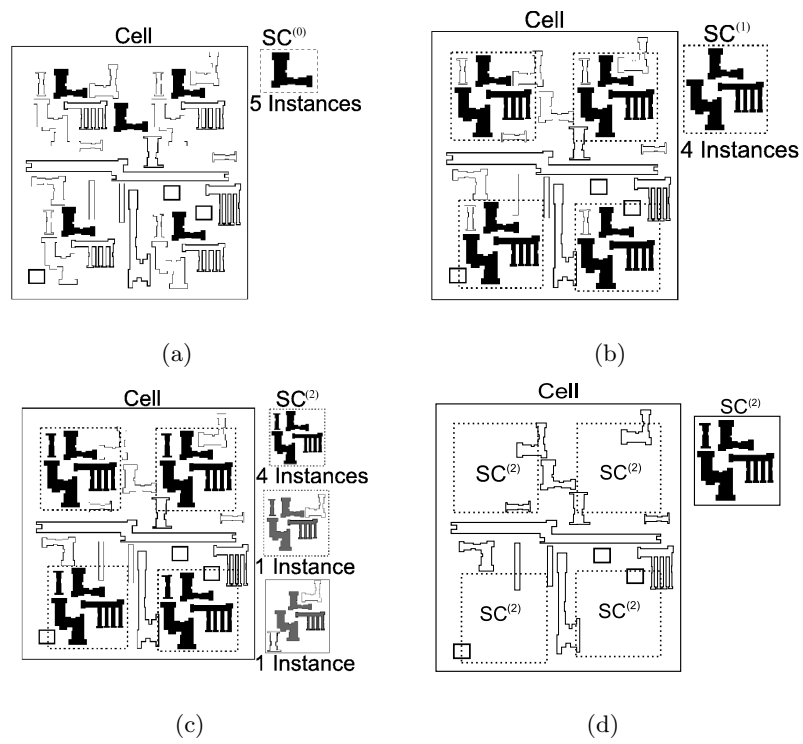 Cell
SC(0)
5 Instances
(a)
Cell
SC(1)
4 Instances
(b)
Cell
SC(2)
4 Instances
1 Instance
1 Instance
(c)
Cell
SC(2)
SC(2)
SC(2)
SC(2)
SC(2)
(d)